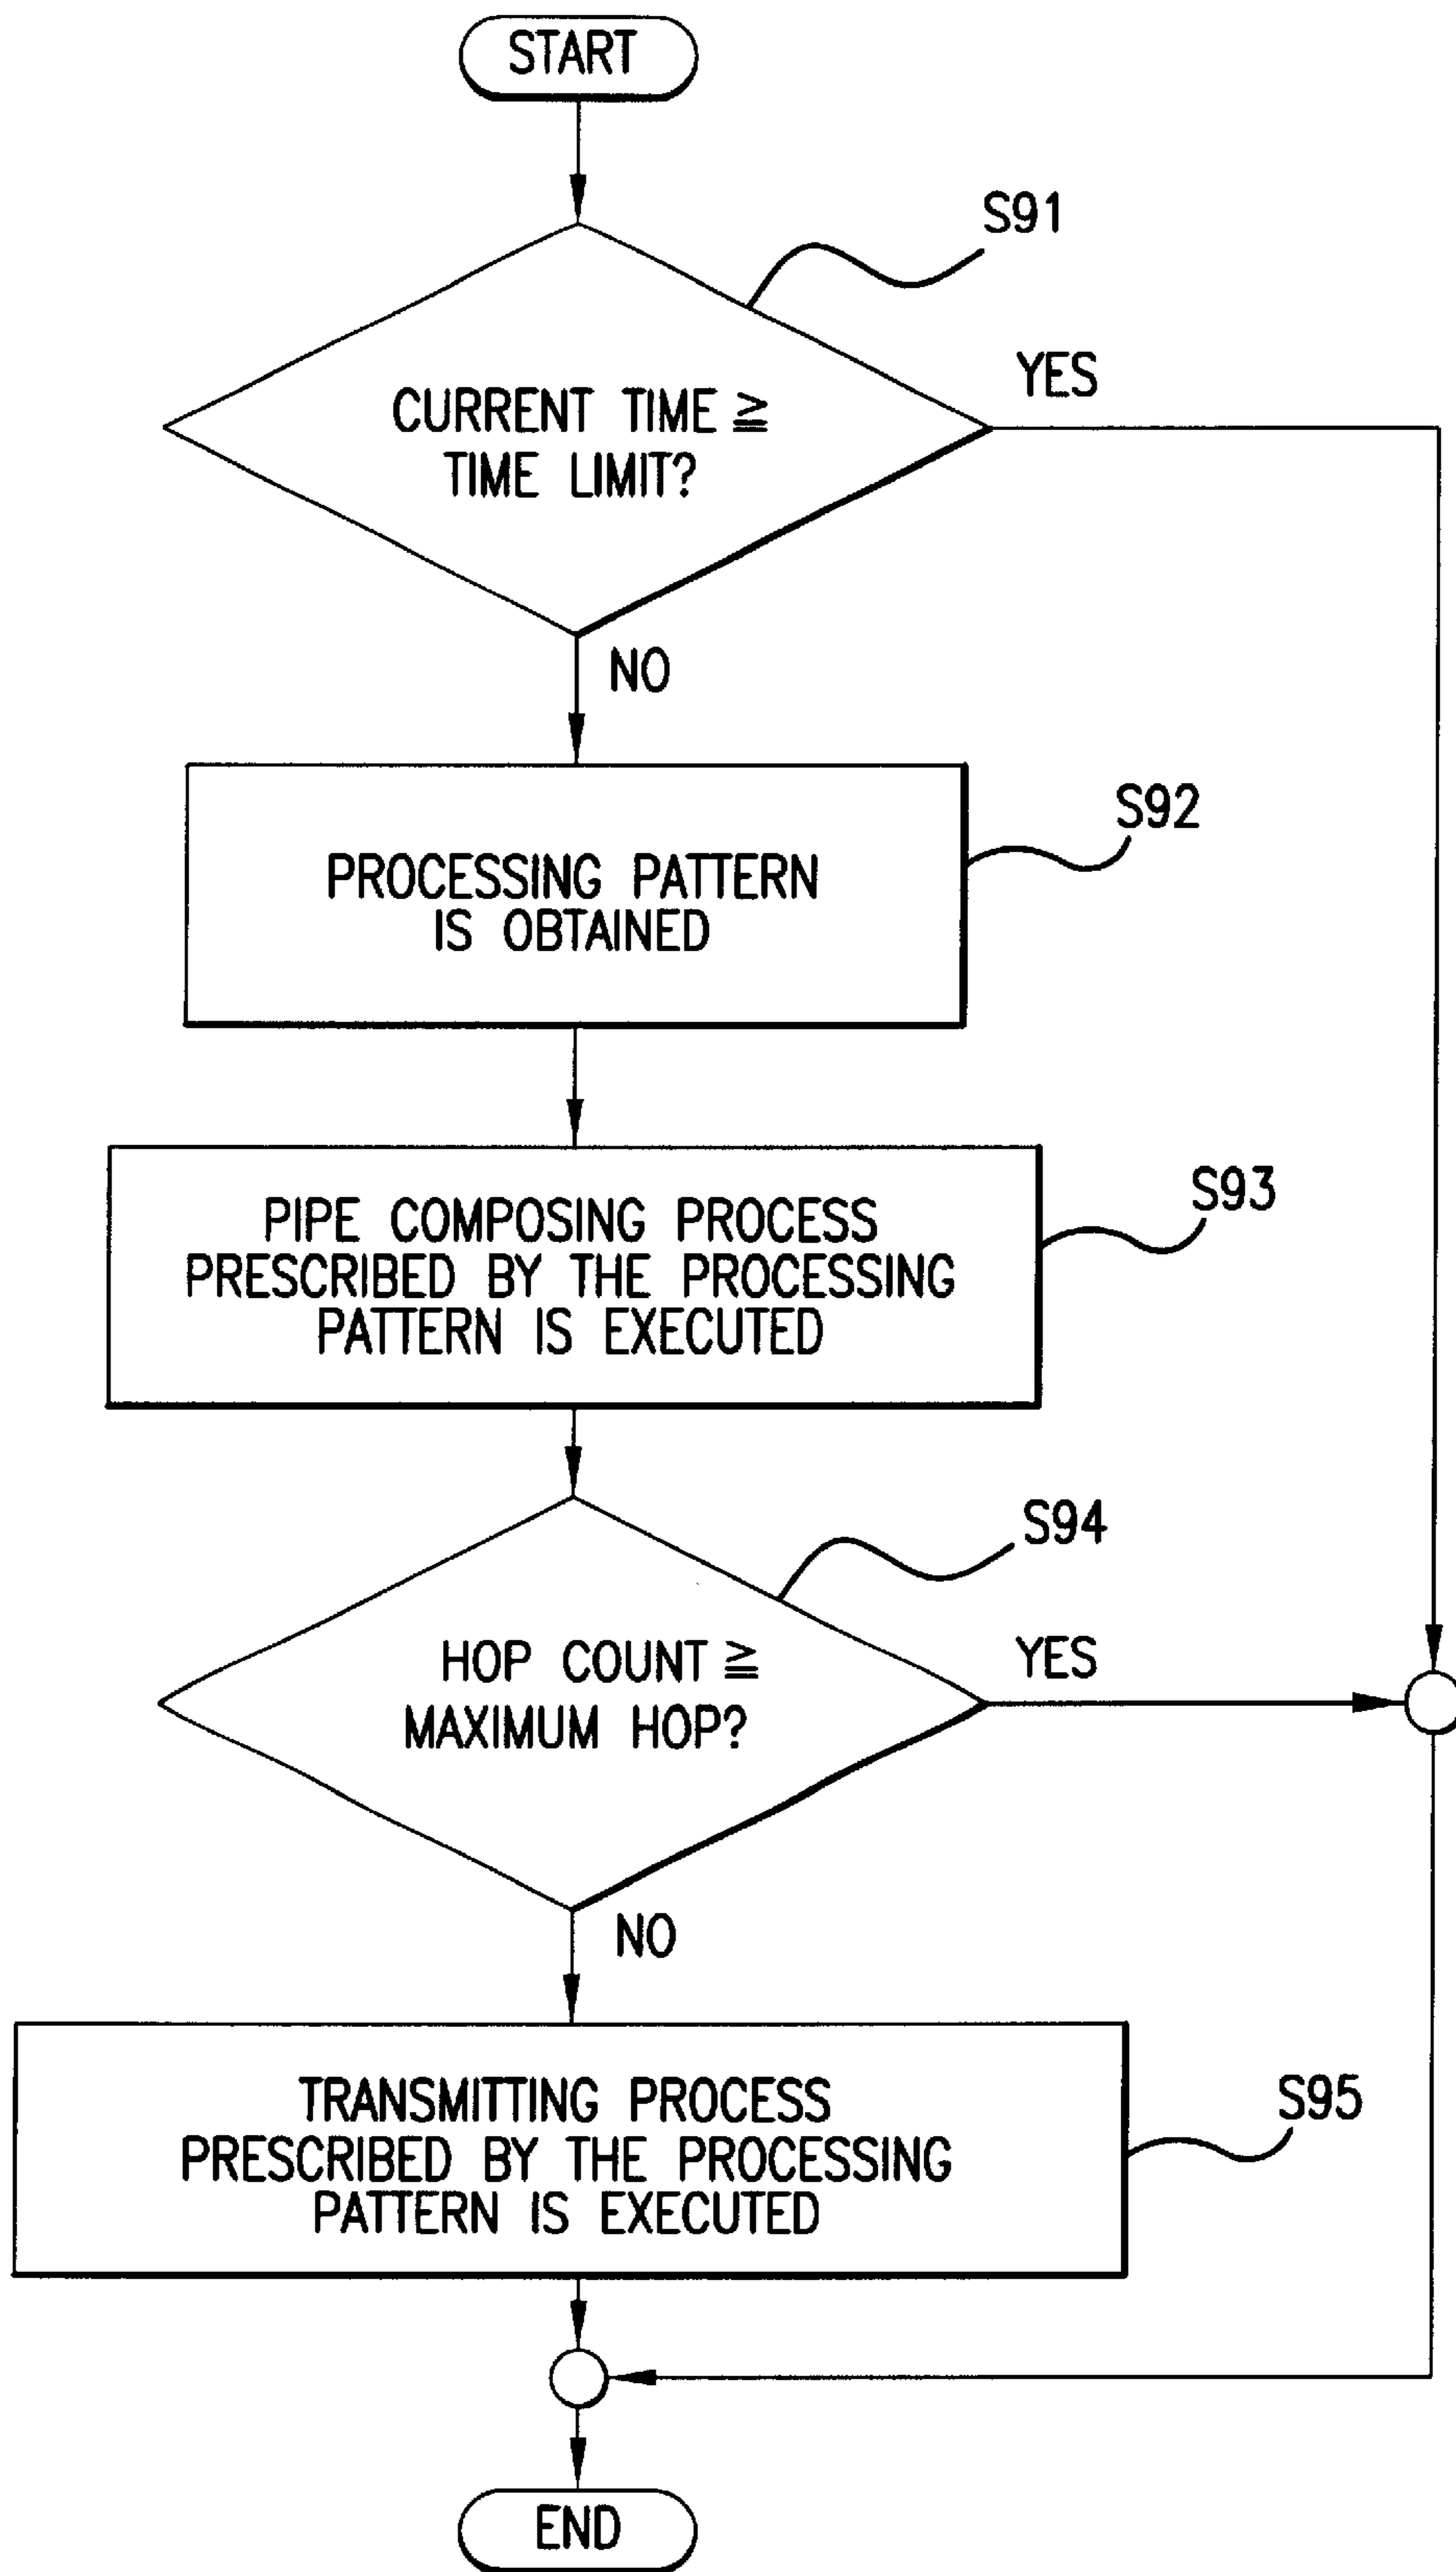 START
S91
CURRENT TIME ≧
TIME LIMIT?
YES
NO
S92
PROCESSING PATTERN
IS OBTAINED
S93
PIPE COMPOSING PROCESS
PRESCRIBED BY THE PROCESSING
PATTERN IS EXECUTED
S94
HOP COUNT ≧
MAXIMUM HOP?
YES
NO
S95
TRANSMITTING PROCESS
PRESCRIBED BY THE PROCESSING
PATTERN IS EXECUTED
END